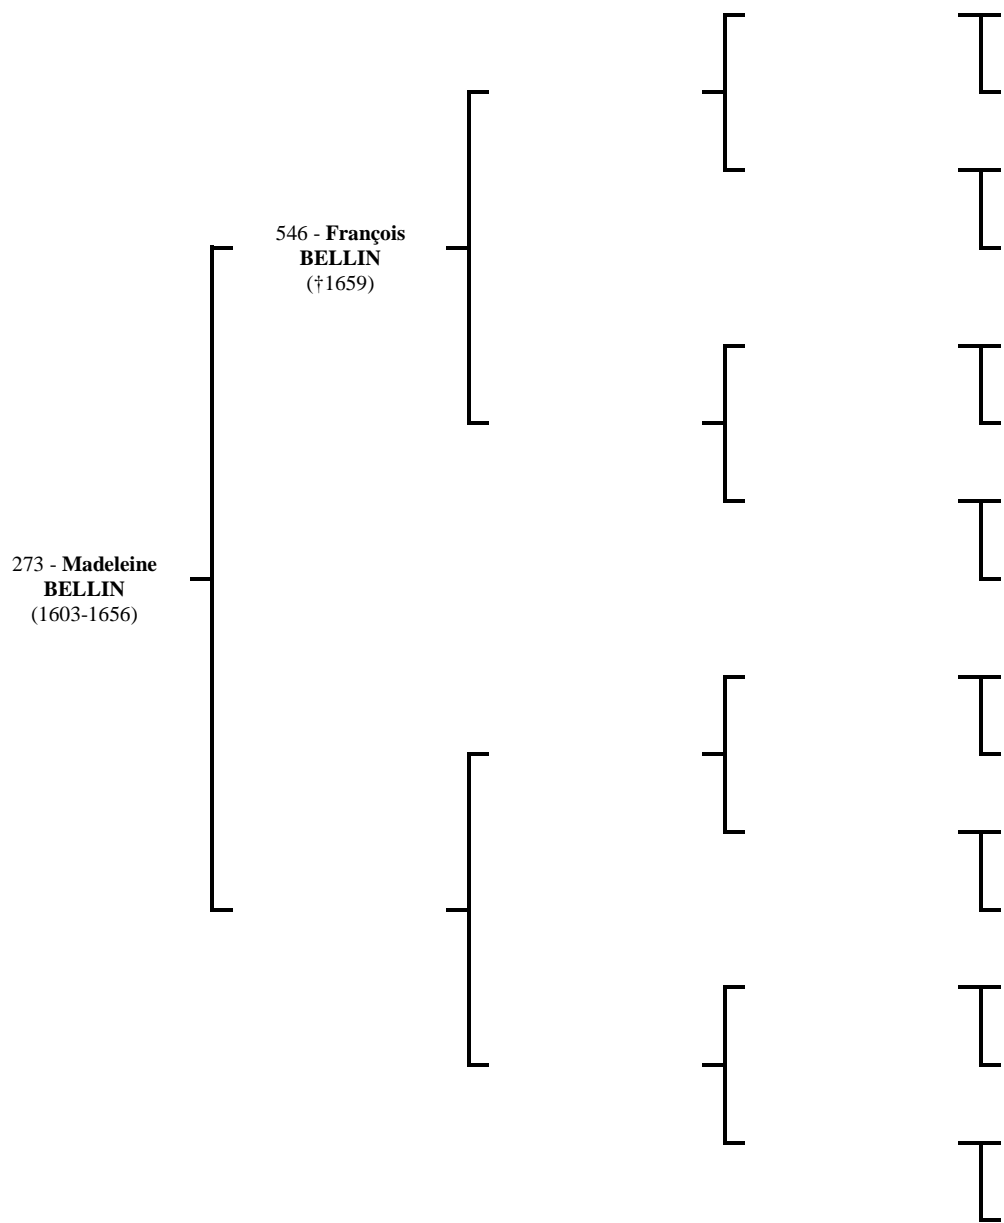 546 - François
BELLIN
(†1659)
273 - Madeleine
BELLIN
(1603-1656)